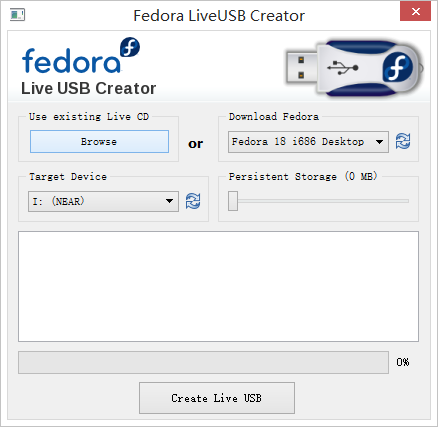 Fedora LiveUSB Creator
fedora
Live USB Creator
Use existing Live CD
Browse
or
Download Fedora
Fedora 18 i686 Desktop
Target Device
I: (NEAR)
Persistent Storage (0 MB)
0%
Create Live USB